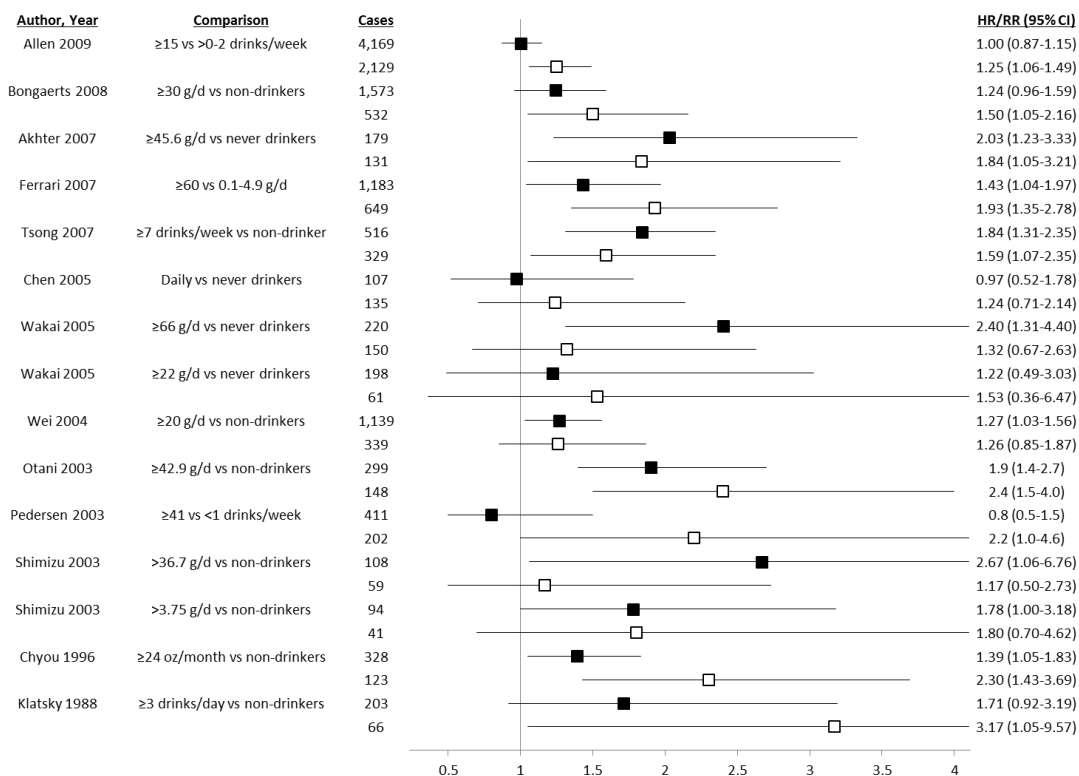 Author, Year Comparison Cases HR/RR (95% CI)
Allen 2009 ≥15 vs >0-2 drinks/week 4,169 1.00 (0.87-1.15)
2,129 1.25 (1.06-1.49)
Bongaerts 2008 ≥30 g/d vs non-drinkers 1,573 1.24 (0.96-1.59)
532 1.50 (1.05-2.16)
Akhter 2007 ≥45.6 g/d vs never drinkers 179 2.03 (1.23-3.33)
131 1.84 (1.05-3.21)
Ferrari 2007 ≥60 vs 0.1-4.9 g/d 1,183 1.43 (1.04-1.97)
649 1.93 (1.35-2.78)
Tsong 2007 ≥7 drinks/week vs non-drinker 516 1.84 (1.31-2.35)
329 1.59 (1.07-2.35)
Chen 2005 Daily vs never drinkers 107 0.97 (0.52-1.78)
135 1.24 (0.71-2.14)
Wakai 2005 ≥66 g/d vs never drinkers 220 2.40 (1.31-4.40)
150 1.32 (0.67-2.63)
Wakai 2005 ≥22 g/d vs never drinkers 198 1.22 (0.49-3.03)
61 1.53 (0.36-6.47)
Wei 2004 ≥20 g/d vs non-drinkers 1,139 1.27 (1.03-1.56)
339 1.26 (0.85-1.87)
Otani 2003 ≥42.9 g/d vs non-drinkers 299 1.9 (1.4-2.7)
148 2.4 (1.5-4.0)
Pedersen 2003 ≥41 vs <1 drinks/week 411 0.8 (0.5-1.5)
202 2.2 (1.0-4.6)
Shimizu 2003 >36.7 g/d vs non-drinkers 108 2.67 (1.06-6.76)
59 1.17 (0.50-2.73)
Shimizu 2003 >3.75 g/d vs non-drinkers 94 1.78 (1.00-3.18)
41 1.80 (0.70-4.62)
Chyou 1996 ≥24 oz/month vs non-drinkers 328 1.39 (1.05-1.83)
123 2.30 (1.43-3.69)
Klatsky 1988 ≥3 drinks/day vs non-drinkers 203 1.71 (0.92-3.19)
66 3.17 (1.05-9.57)
0.5 1 1.5 2 2.5 3 3.5 4